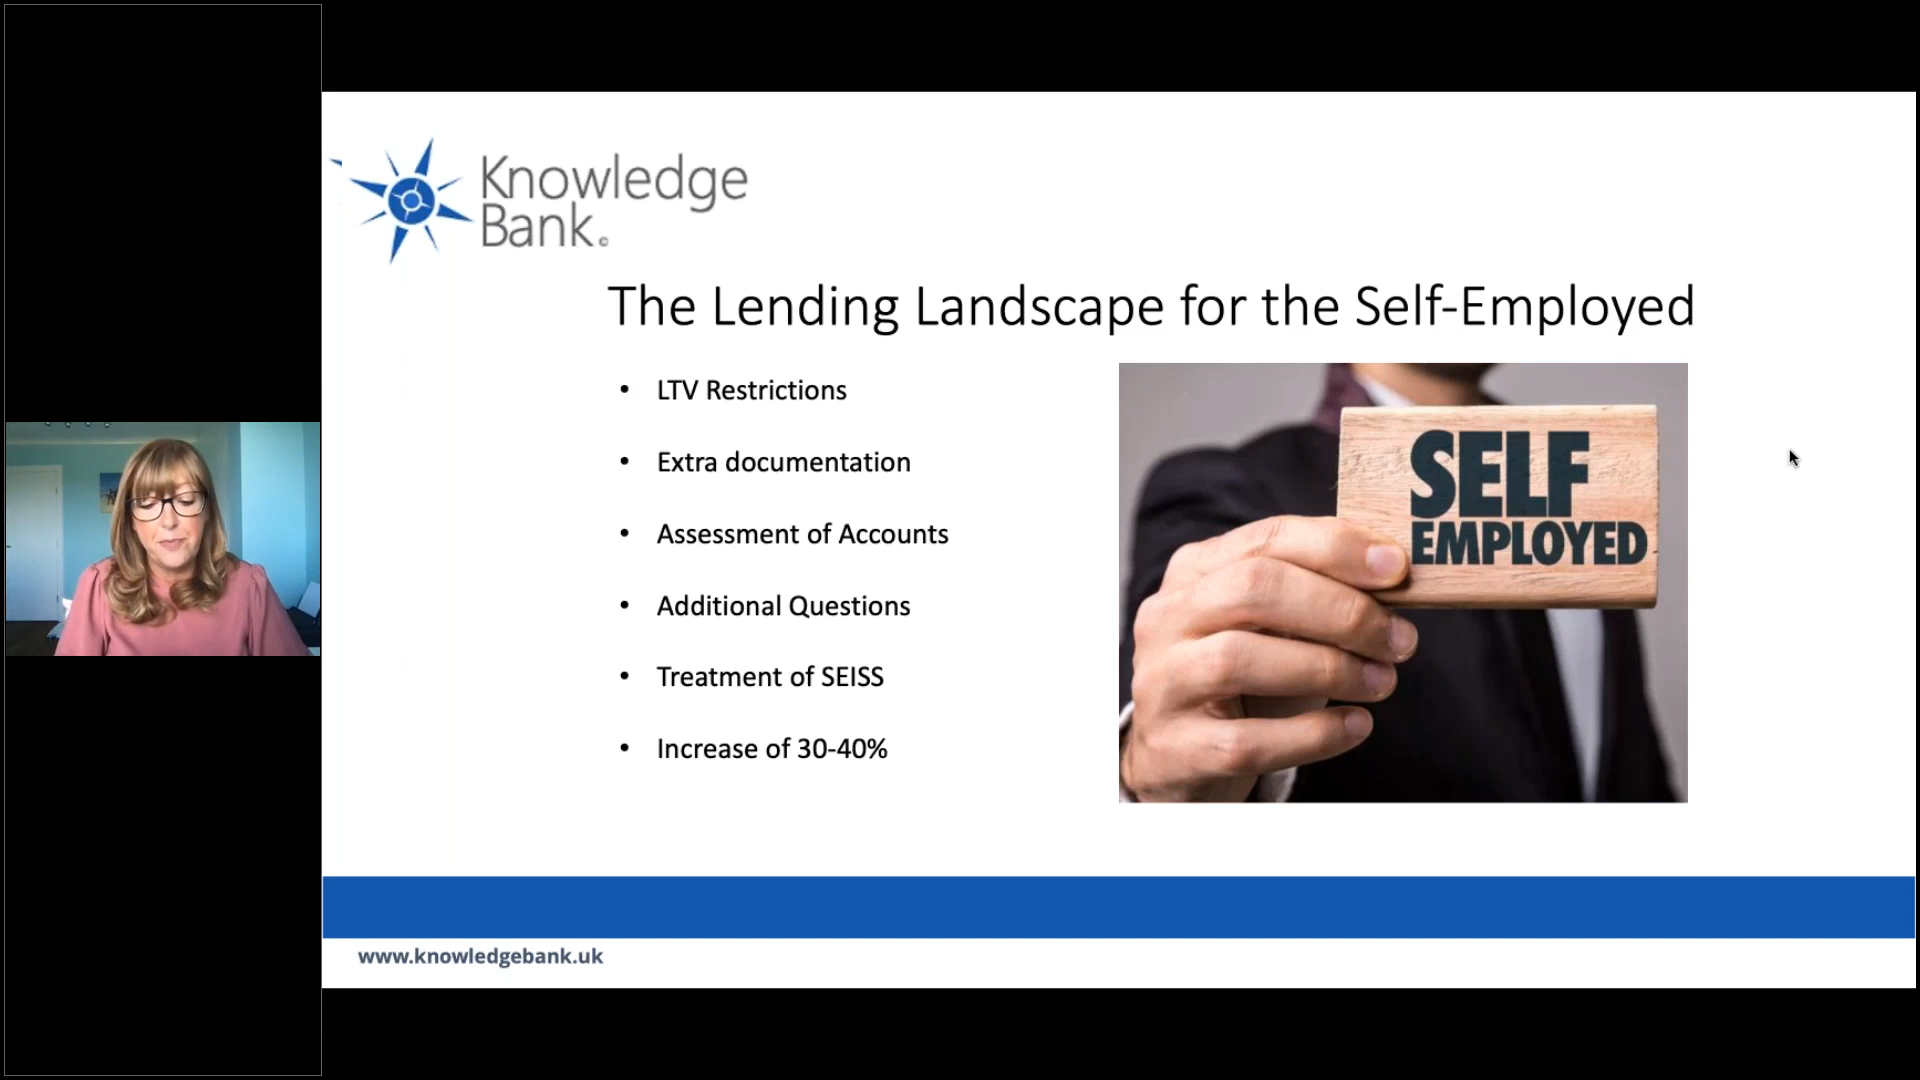 Knowledge
Bank.©
The Lending Landscape for the Self-Employed
• LTV Restrictions
• Extra documentation
• Assessment of Accounts
• Additional Questions
• Treatment of SEISS
• Increase of 30-40%
SELF
EMPLOYED
www.knowledgebank.uk